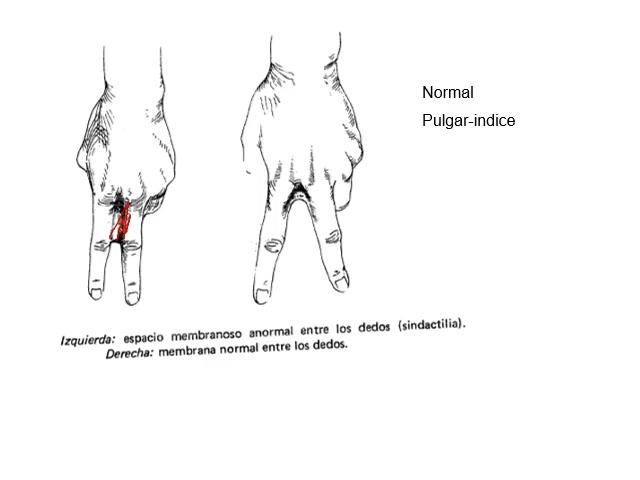 Normal
Pulgar-indice
Izquierda: espacio membranoso anormal entre los dedos (sindactilia).
Derecha: membrana normal entre los dedos.